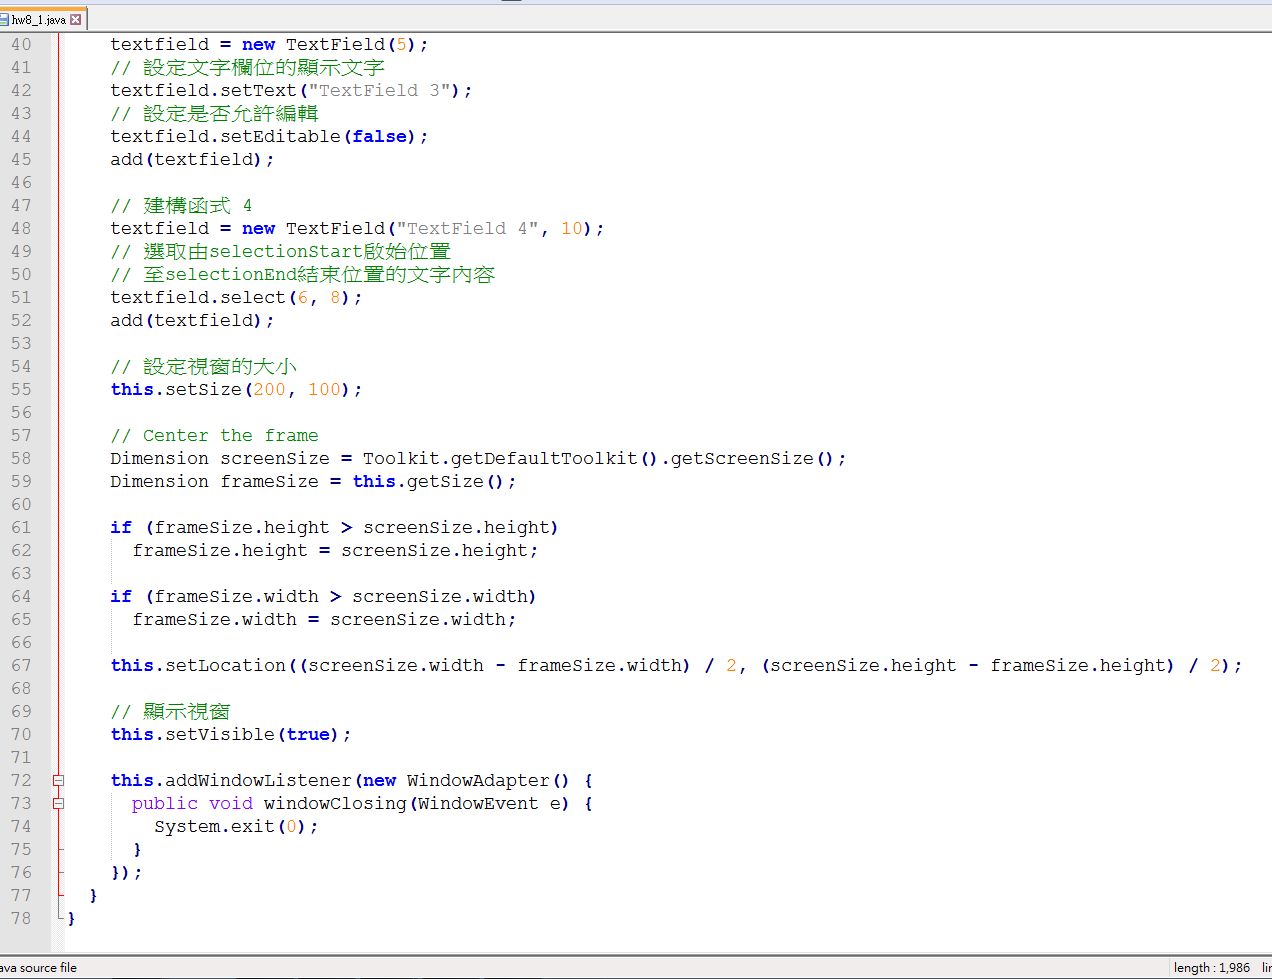 hw8_1.java
40 textfield = new TextField(5);
41 // 設定文字欄位的顯示文字
42 textfield.setText("TextField 3");
43 // 設定是否允許編輯
44 textfield.setEditable(false);
45 add(textfield);
46
47 // 建構函式 4
48 textfield = new TextField("TextField 4", 10);
49 // 選取由selectionStart啟始位置
50 // 至selectionEnd結束位置的文字內容
51 textfield.select(6, 8);
52 add(textfield);
53
54 // 設定視窗的大小
55 this.setSize(200, 100);
56
57 // Center the frame
58 Dimension screenSize = Toolkit.getDefaultToolkit().getScreenSize();
59 Dimension frameSize = this.getSize();
60
61 if (frameSize.height > screenSize.height)
62 frameSize.height = screenSize.height;
63
64 if (frameSize.width > screenSize.width)
65 frameSize.width = screenSize.width;
66
67 this.setLocation((screenSize.width - frameSize.width) / 2, (screenSize.height - frameSize.height) / 2);
68
69 // 顯示視窗
70 this.setVisible(true);
71
72 this.addWindowListener(new WindowAdapter() {
73 public void windowClosing(WindowEvent e) {
74 System.exit(0);
75 }
76 });
77 }
78 }
ava source file length : 1,986 lin